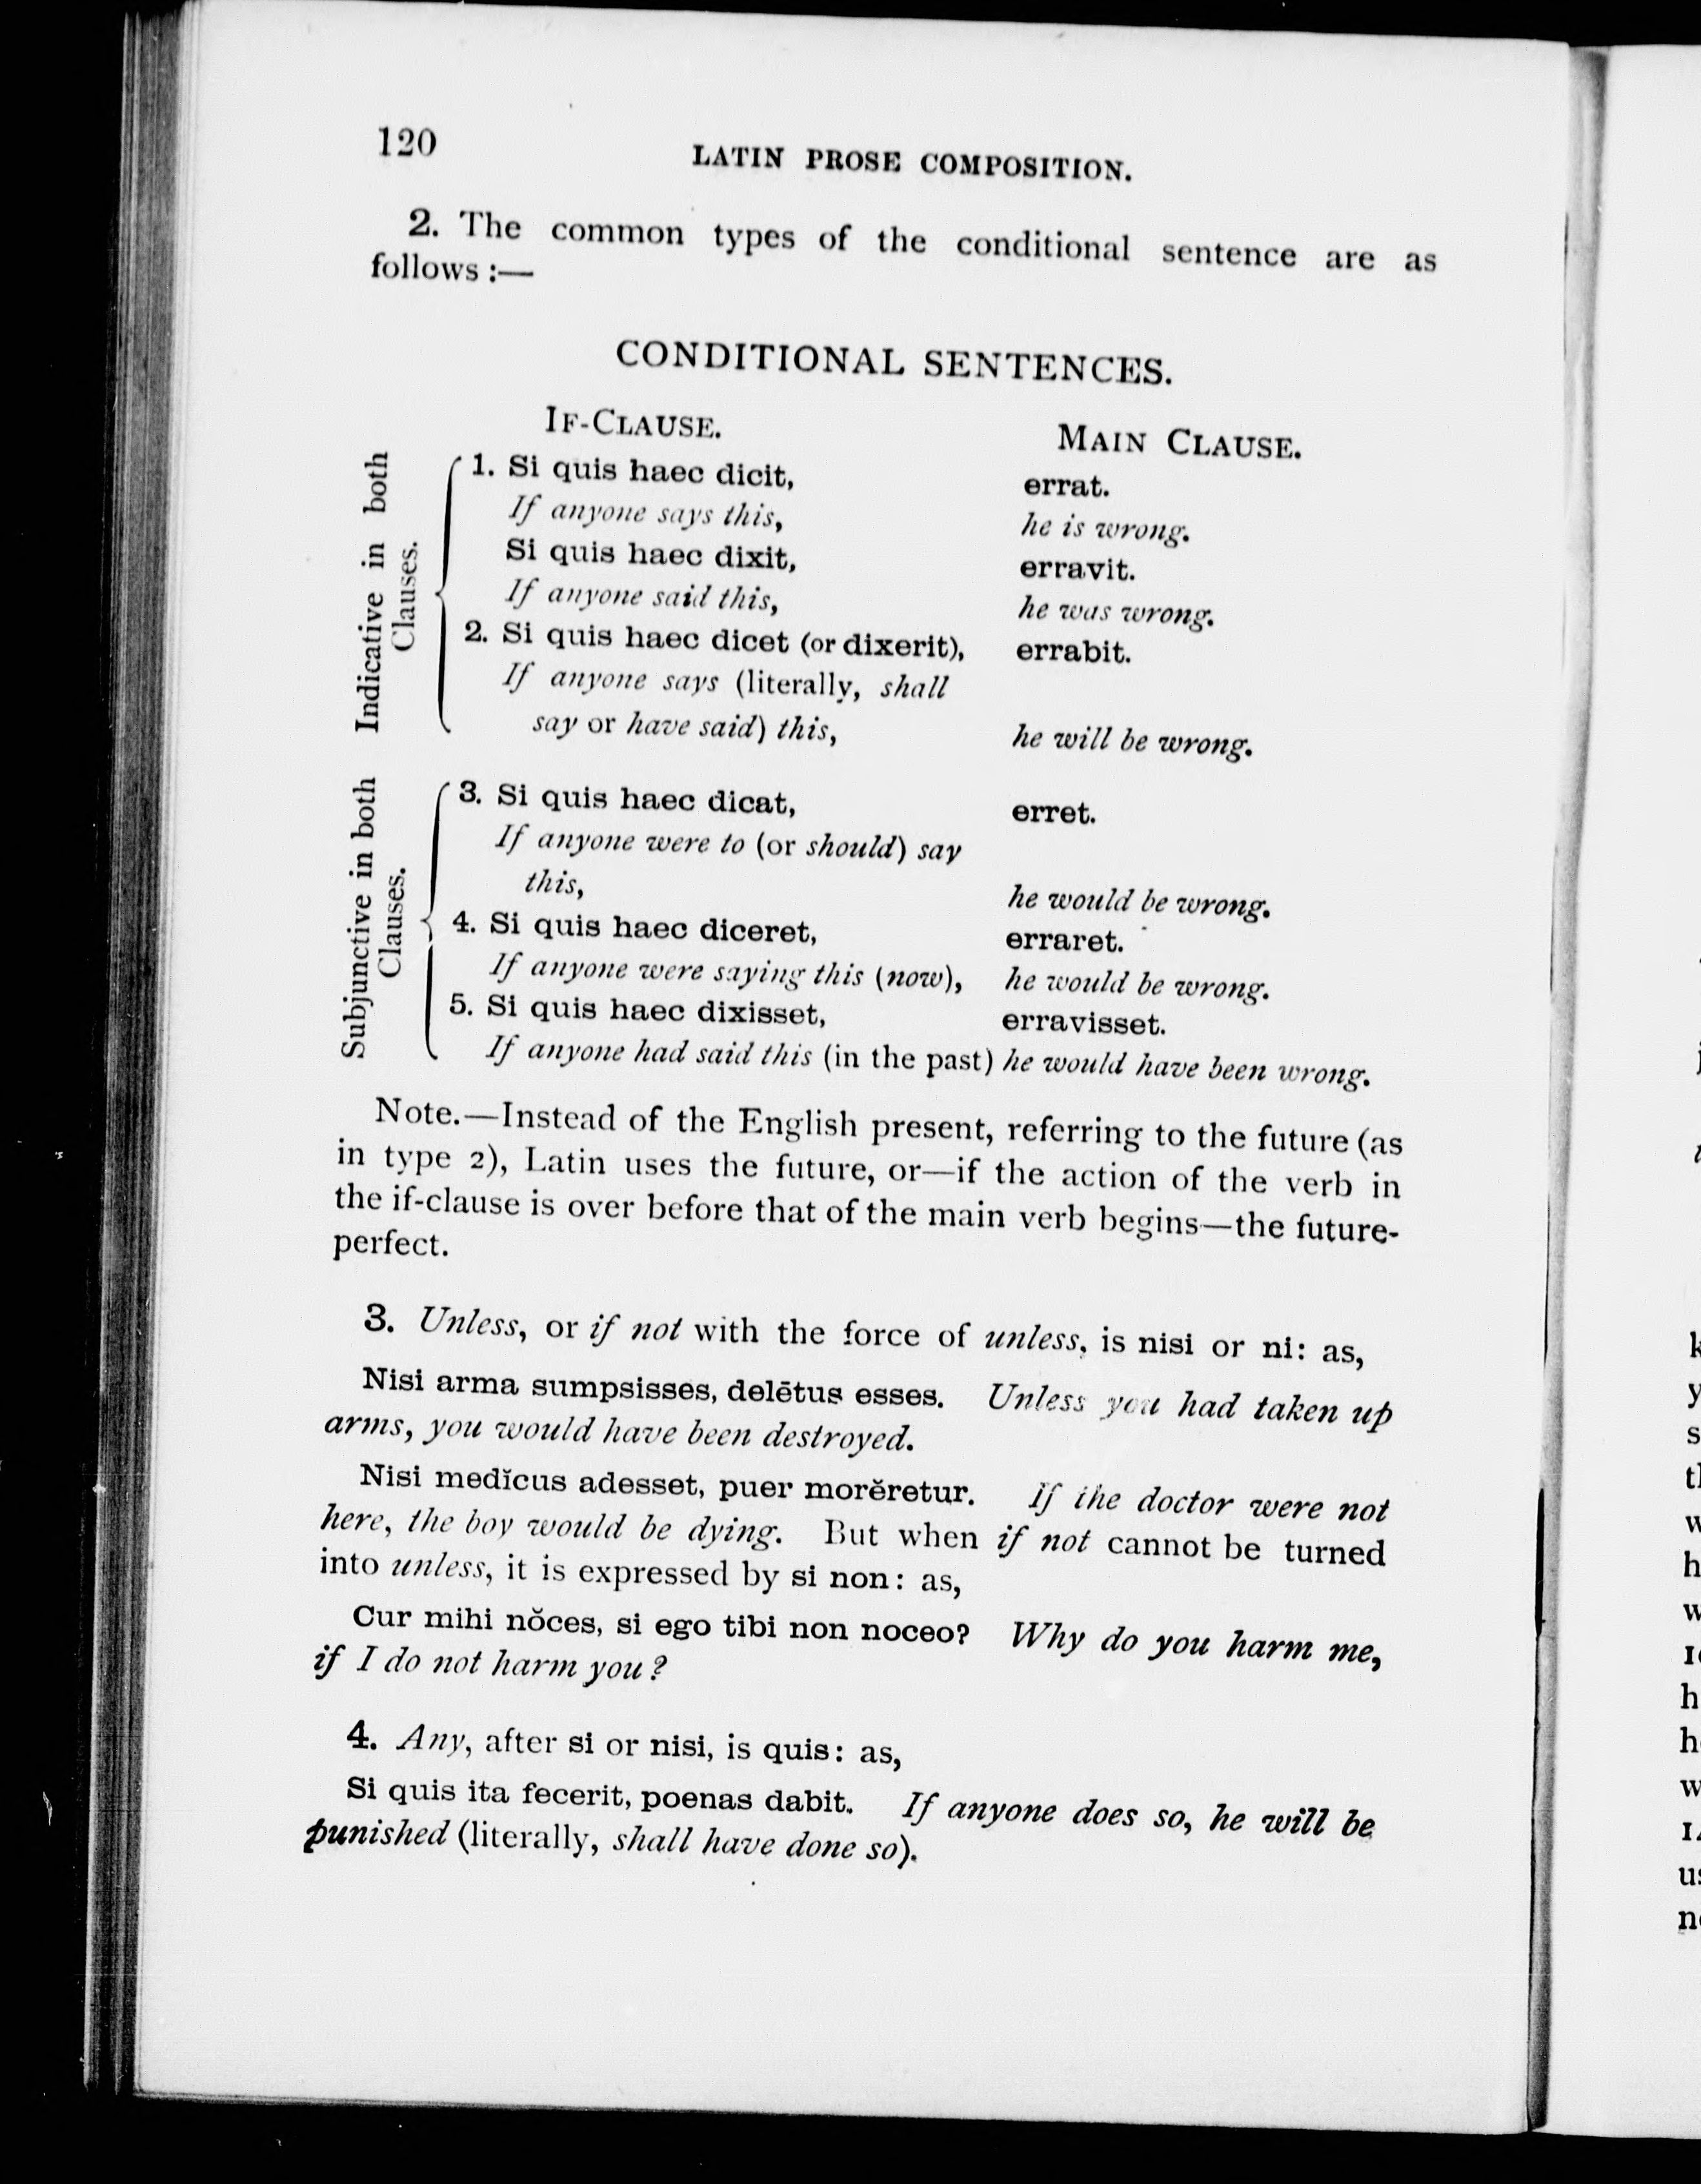 120
LATIN PROSE COMPOSITION.
2. The common types of the conditional sentence are as
follows :—
CONDITIONAL SENTENCES.
IF-CLAUSE. MAIN CLAUSE.
Indicative in both
Clauses.
1. Si quis haec dicit, errat.
If anyone says this, he is wrong.
Si quis haec dixit, erravit.
If anyone said this, he was wrong.
2. Si quis haec dicet (or dixerit), errabit.
If anyone says (literally, shall
say or have said) this, he will be wrong.
Subjunctive in both
Clauses.
3. Si quis haec dicat, erret.
If anyone were to (or should) say
this, he would be wrong.
4. Si quis haec diceret, erraret.
If anyone were saying this (now), he would be wrong.
5. Si quis haec dixisset, erravisset.
If anyone had said this (in the past) he would have been wrong.
Note.—Instead of the English present, referring to the future (as
in type 2), Latin uses the future, or—if the action of the verb in
the if-clause is over before that of the main verb begins—the future-
perfect.
3. Unless, or if not with the force of unless, is nisi or ni: as,
Nisi arma sumpsisses, delētus esses. Unless you had taken up
arms, you would have been destroyed.
Nisi medĭcus adesset, puer morĕretur. If the doctor were not
here, the boy would be dying. But when if not cannot be turned
into unless, it is expressed by si non: as,
Cur mihi nŏces, si ego tibi non noceo? Why do you harm me,
if I do not harm you?
4. Any, after si or nisi, is quis: as,
Si quis ita fecerit, poenas dabit. If anyone does so, he will be
punished (literally, shall have done so).